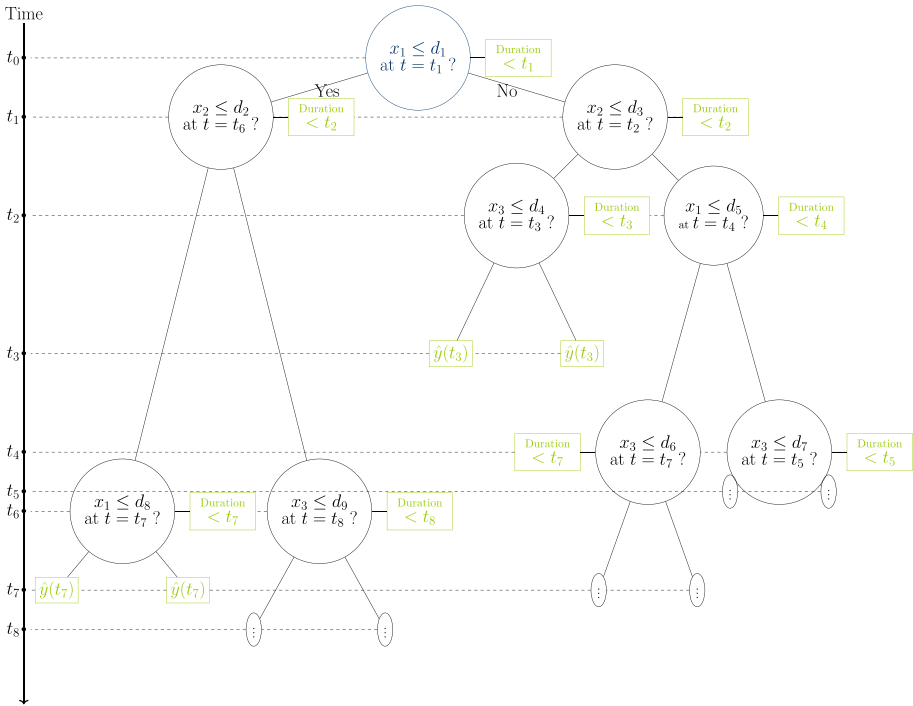 Time
t₀
x₁ ≤ d₁
at t = t₁ ?
Duration
< t₁
Yes
No
t₁
x₂ ≤ d₂
at t = t₆ ?
Duration
< t₂
x₂ ≤ d₃
at t = t₂ ?
Duration
< t₂
t₂
x₃ ≤ d₄
at t = t₃ ?
Duration
< t₃
x₁ ≤ d₅
at t = t₄ ?
Duration
< t₄
t₃
ŷ(t₃)
ŷ(t₃)
t₄
Duration
< t₇
x₃ ≤ d₆
at t = t₇ ?
x₃ ≤ d₇
at t = t₅ ?
Duration
< t₅
t₅
⋮
⋮
t₆
x₁ ≤ d₈
at t = t₇ ?
Duration
< t₇
x₃ ≤ d₉
at t = t₈ ?
Duration
< t₈
t₇
ŷ(t₇)
ŷ(t₇)
⋮
⋮
t₈
⋮
⋮